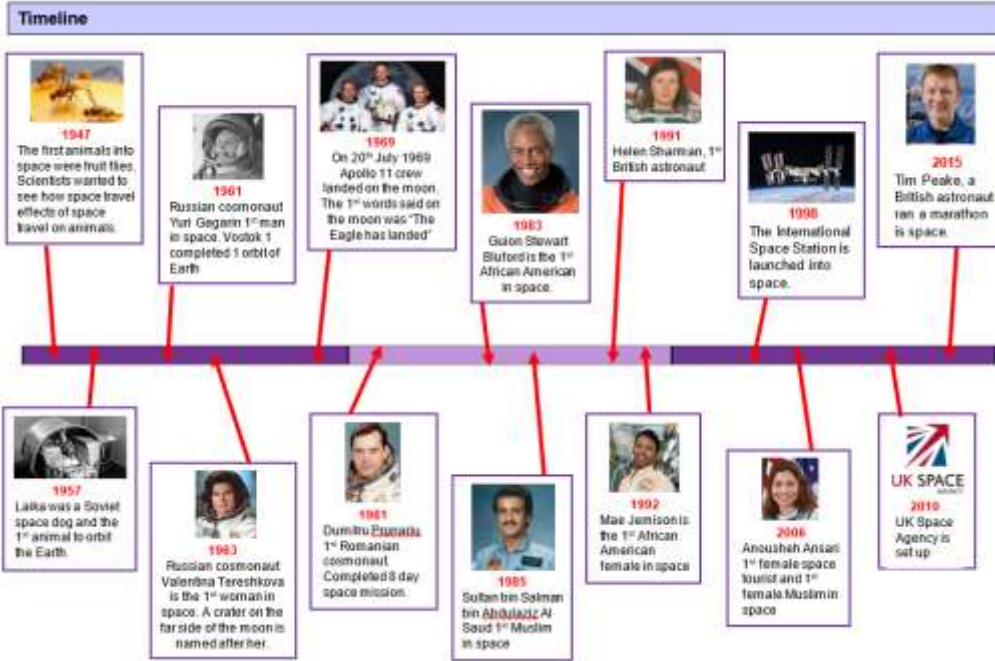 Timeline
1947
The first animals into
space were fruit flies.
Scientists wanted to
see how space travel
effects of space
travel on animals.
1961
Russian cosmonaut
Yuri Gagarin 1st man
in space. Vostok 1
completed 1 orbit of
Earth
1969
On 20th July 1969
Apollo 11 crew
landed on the moon.
The 1st words said on
the moon was "The
Eagle has landed"
1983
Guion Stewart
Bluford is the 1st
African American
in space.
1991
Helen Sharman, 1st
British astronaut
1998
The International
Space Station is
launched into
space.
2015
Tim Peake, a
British astronaut
ran a marathon
is space.
1957
Laika was a Soviet
space dog and the
1st animal to orbit
the Earth.
1963
Russian cosmonaut
Valentina Tereshkova
is the 1st woman in
space. A crater on the
far side of the moon is
named after her.
1981
Dumitru Prunariu
1st Romanian
cosmonaut.
Completed 8 day
space mission.
1985
Sultan bin Salman
bin Abdulaziz Al
Saud 1st Muslim
in space
1992
Mae Jemison is
the 1st African
American
female in space
2006
Anousheh Ansari
1st female space
tourist and 1st
female Muslim in
space
UK SPACE
AGENCY
2010
UK Space
Agency is
set up